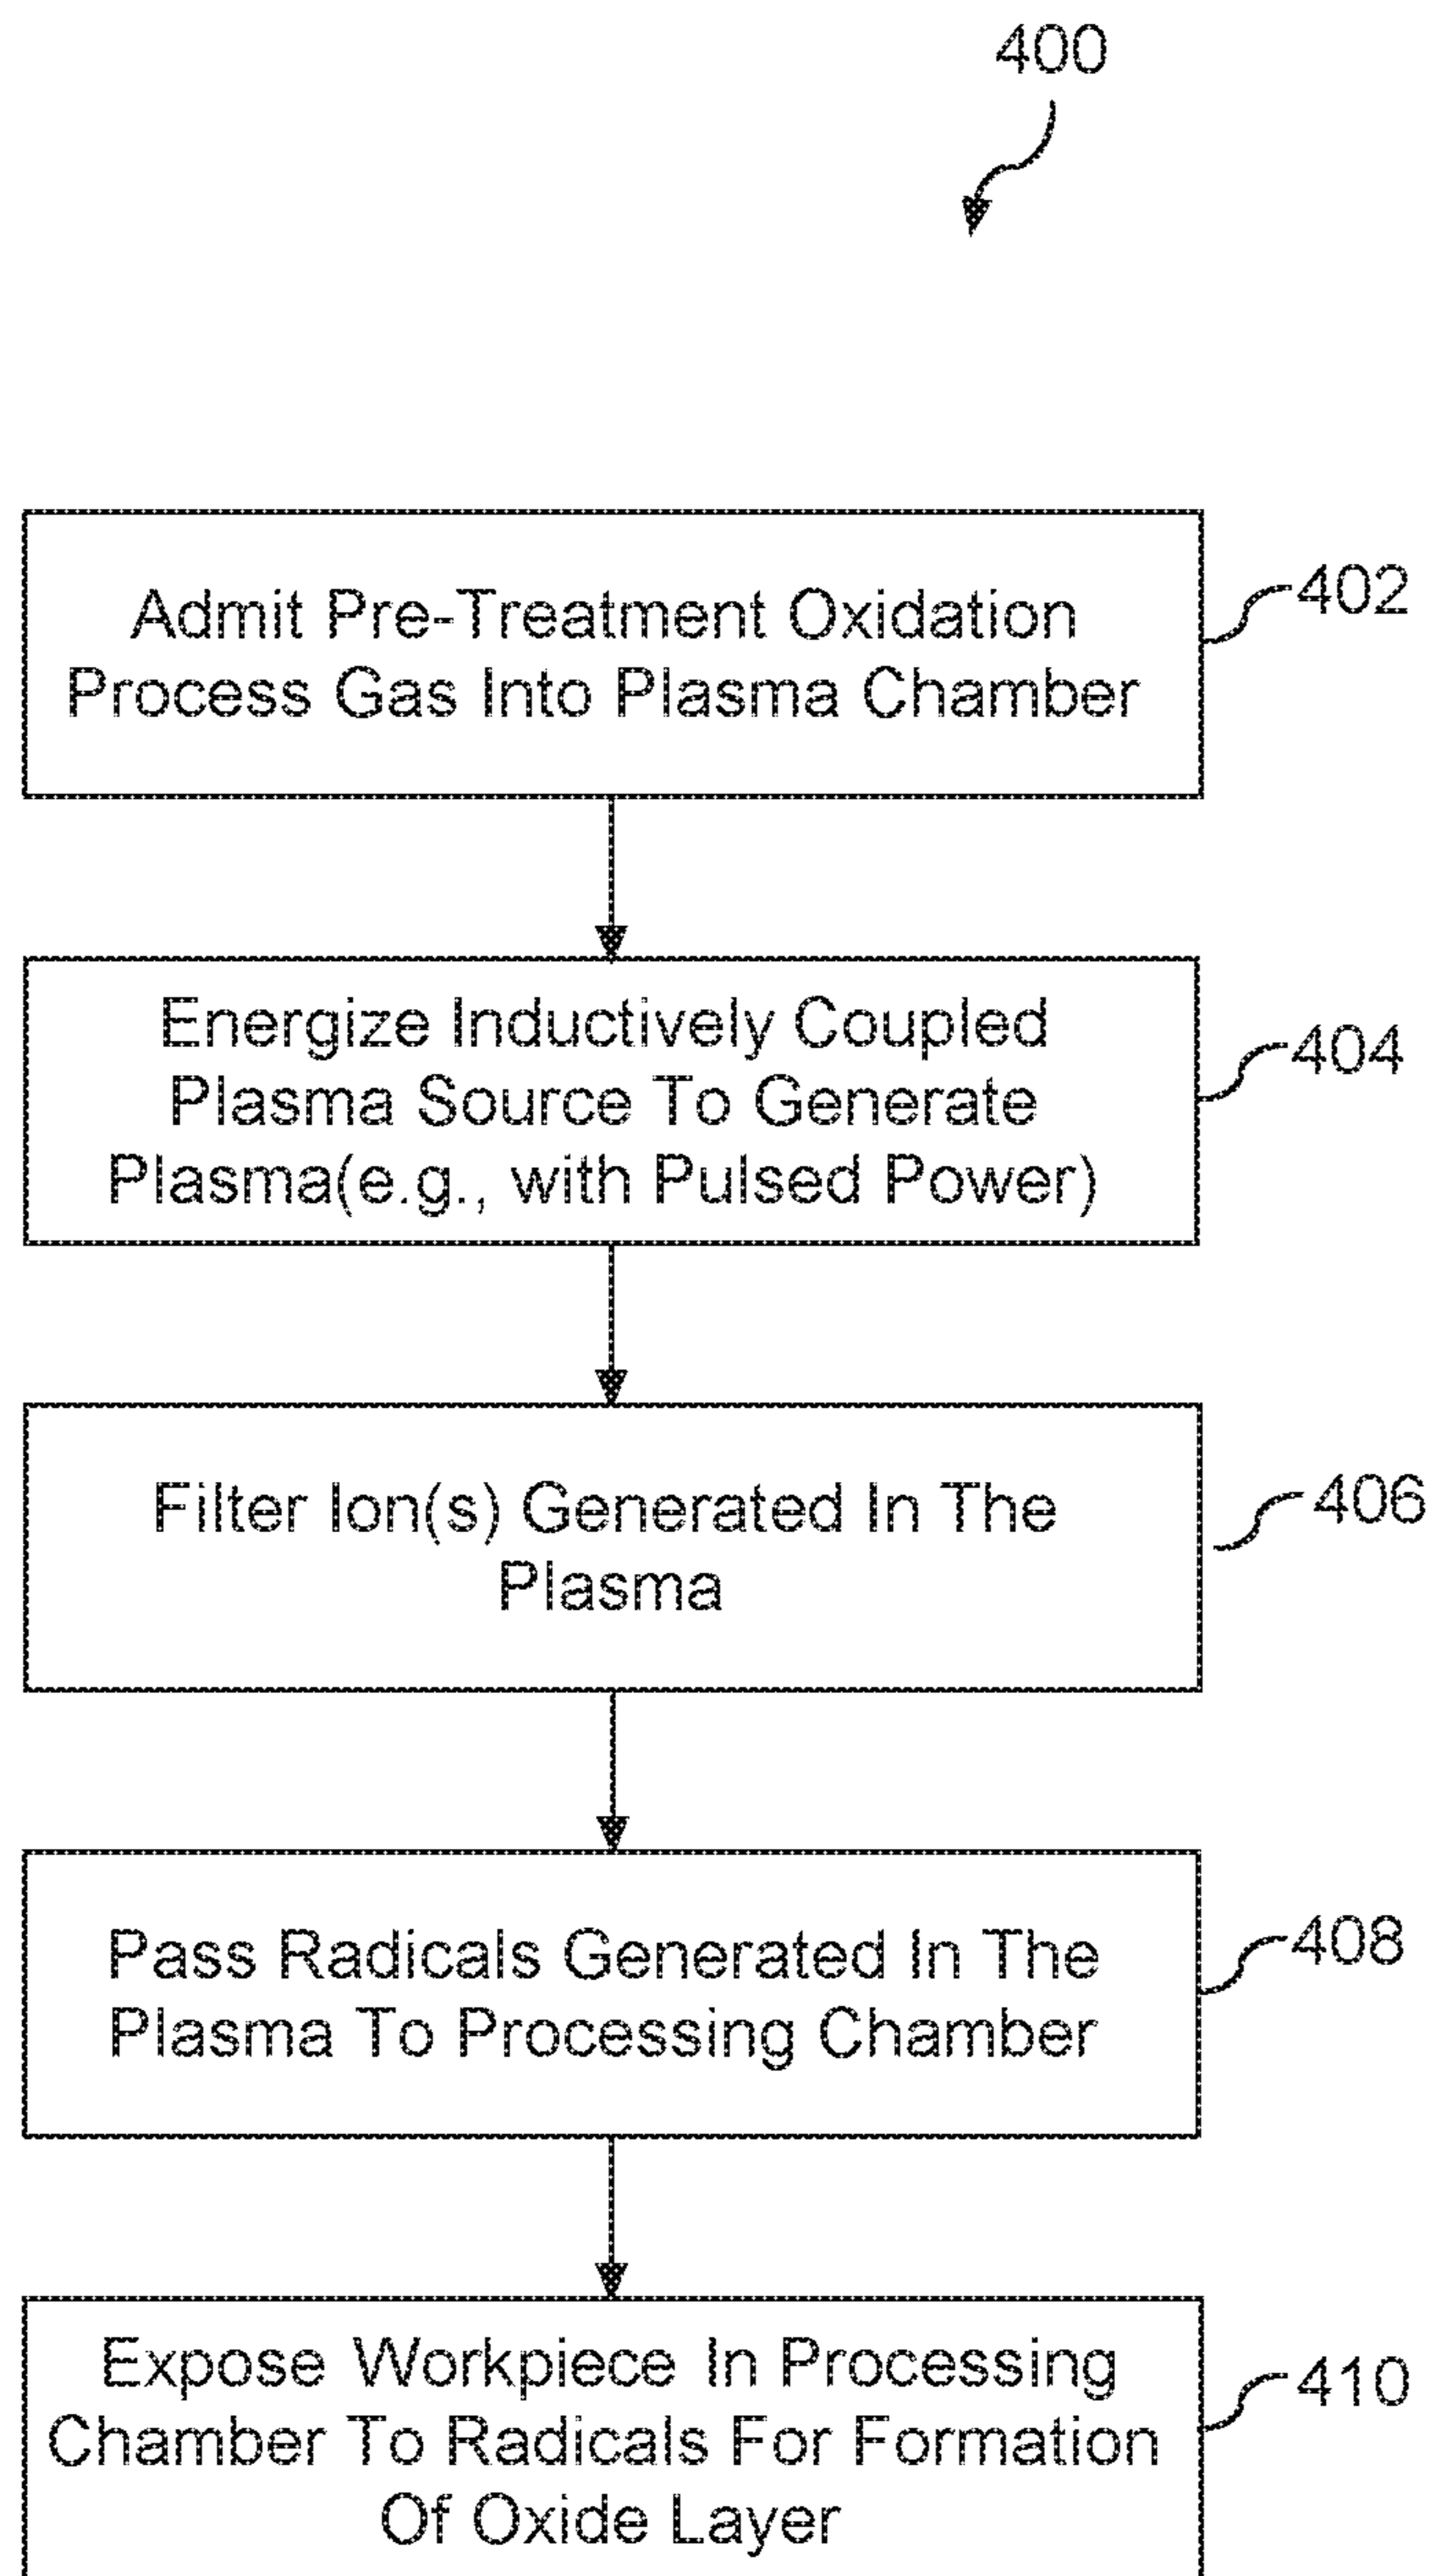 400
Admit Pre-Treatment Oxidation
Process Gas Into Plasma Chamber
402
Energize Inductively Coupled
Plasma Source To Generate
Plasma(e.g., with Pulsed Power)
404
Filter Ion(s) Generated In The
Plasma
406
Pass Radicals Generated In The
Plasma To Processing Chamber
408
Expose Workpiece In Processing
Chamber To Radicals For Formation
Of Oxide Layer
410